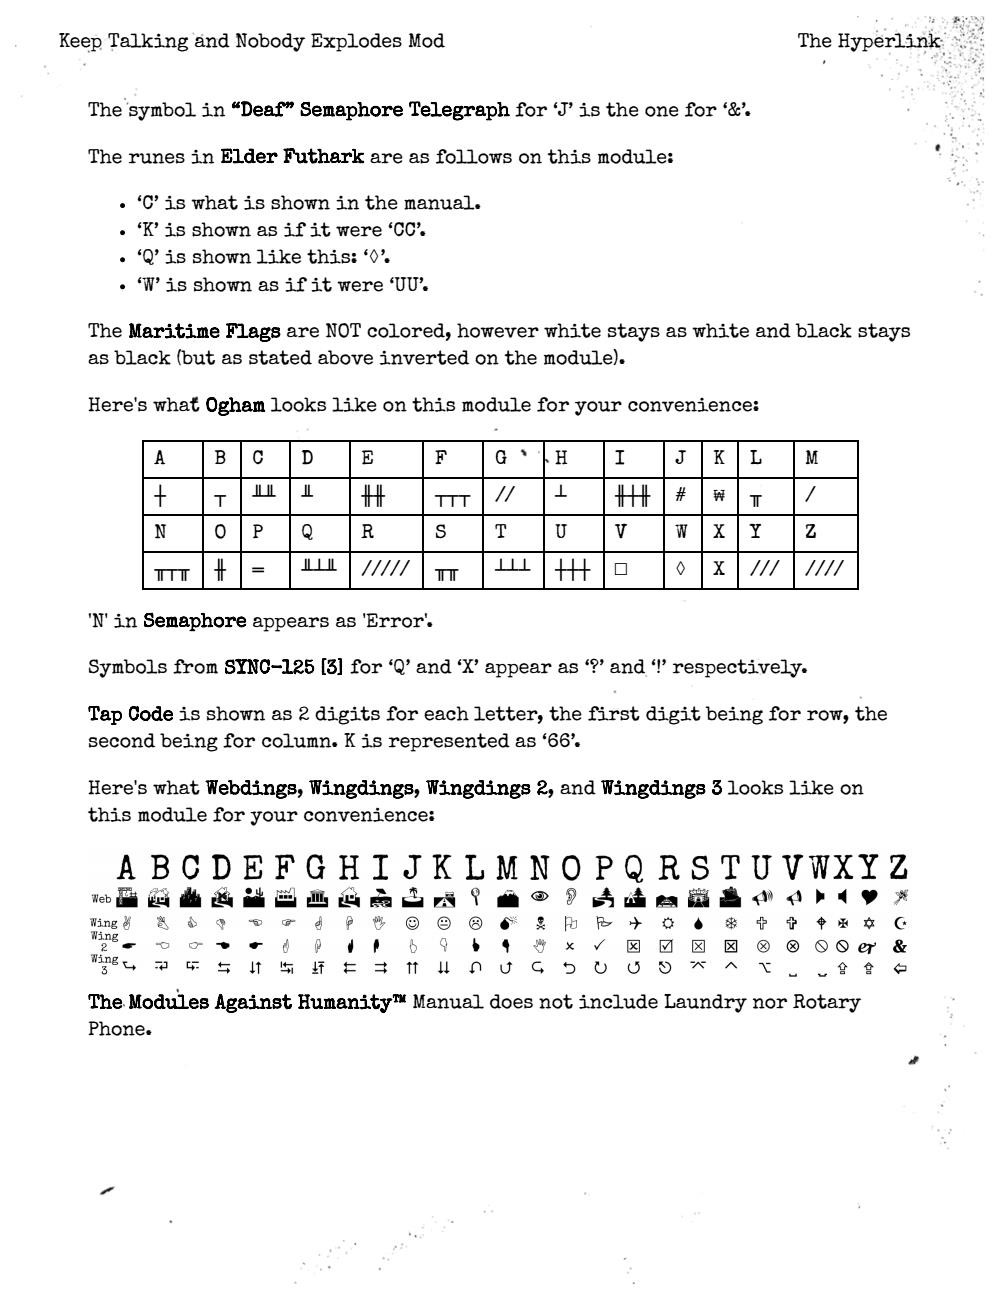 Keep Talking and Nobody Explodes Mod The Hyperlink
The symbol in “Deaf” Semaphore Telegraph for ‘J’ is the one for ‘&’.
The runes in Elder Futhark are as follows on this module:
• ‘C’ is what is shown in the manual.
• ‘K’ is shown as if it were ‘CC’.
• ‘Q’ is shown like this: ‘◊’.
• ‘W’ is shown as if it were ‘UU’.
The Maritime Flags are NOT colored, however white stays as white and black stays
as black (but as stated above inverted on the module).
Here's what Ogham looks like on this module for your convenience:
A B C D E F G H I J K L M
┼ ┬ ╨╨ ╨ ╫╫ ┬┬┬ // ┴ ╫┼╫ # ₩ ╥ /
N O P Q R S T U V W X Y Z
╥┬╥ ╫ = ╨┴╨ ///// ╥╥ ┴┴┴ ┼┼┼ □ ◊ X /// ////
'N' in Semaphore appears as 'Error'.
Symbols from SYNC-125 [3] for ‘Q’ and ‘X’ appear as ‘?’ and ‘!’ respectively.
Tap Code is shown as 2 digits for each letter, the first digit being for row, the
second being for column. K is represented as ‘66’.
Here's what Webdings, Wingdings, Wingdings 2, and Wingdings 3 looks like on
this module for your convenience:
A B C D E F G H I J K L M N O P Q R S T U V W X Y Z
Web
Wing
Wing
2
Wing
3
The Modules Against Humanity™ Manual does not include Laundry nor Rotary
Phone.